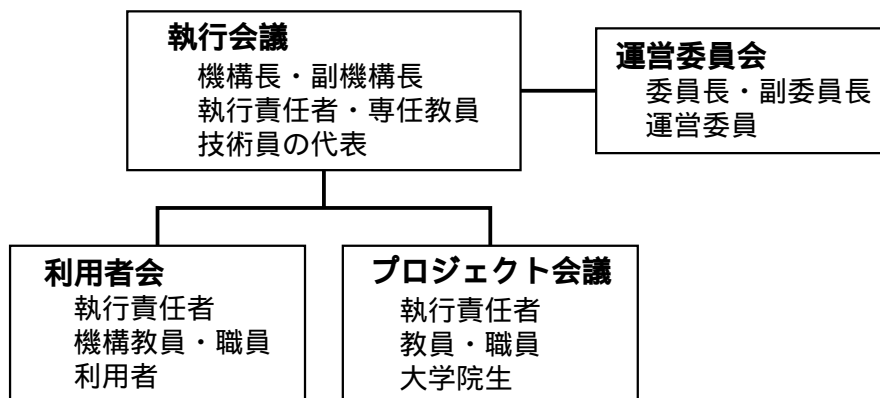 執行会議
機構長・副機構長
執行責任者・専任教員
技術員の代表
運営委員会
委員長・副委員長
運営委員
利用者会
執行責任者
機構教員・職員
利用者
プロジェクト会議
執行責任者
教員・職員
大学院生